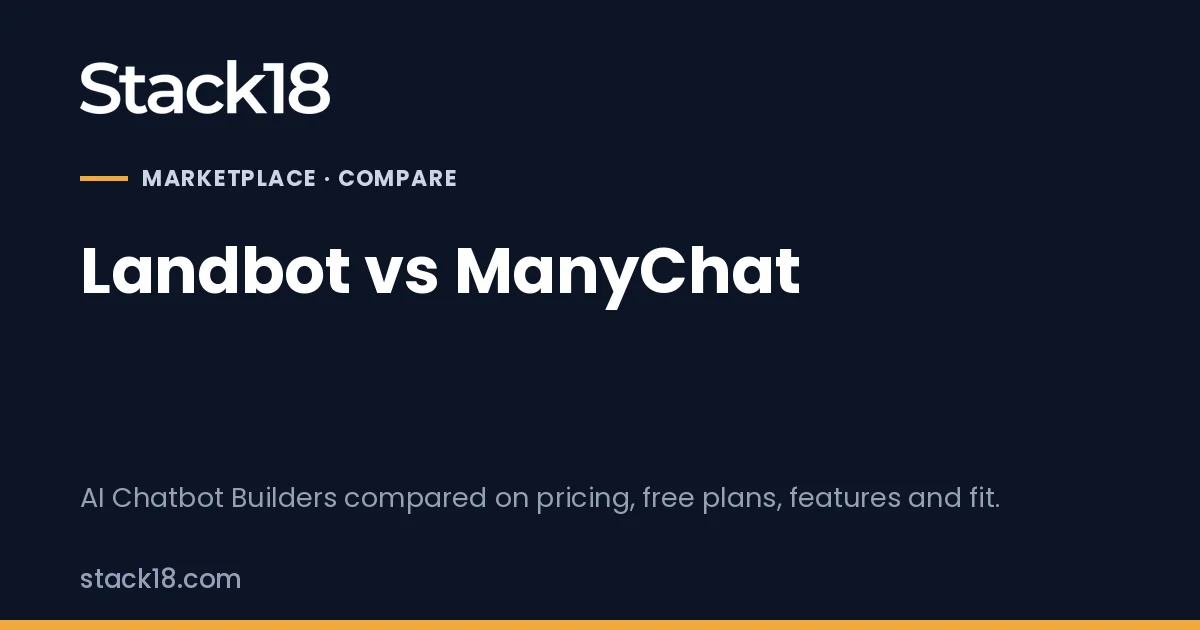 Stack18
MARKETPLACE · COMPARE
Landbot vs ManyChat
AI Chatbot Builders compared on pricing, free plans, features and fit.
stack18.com